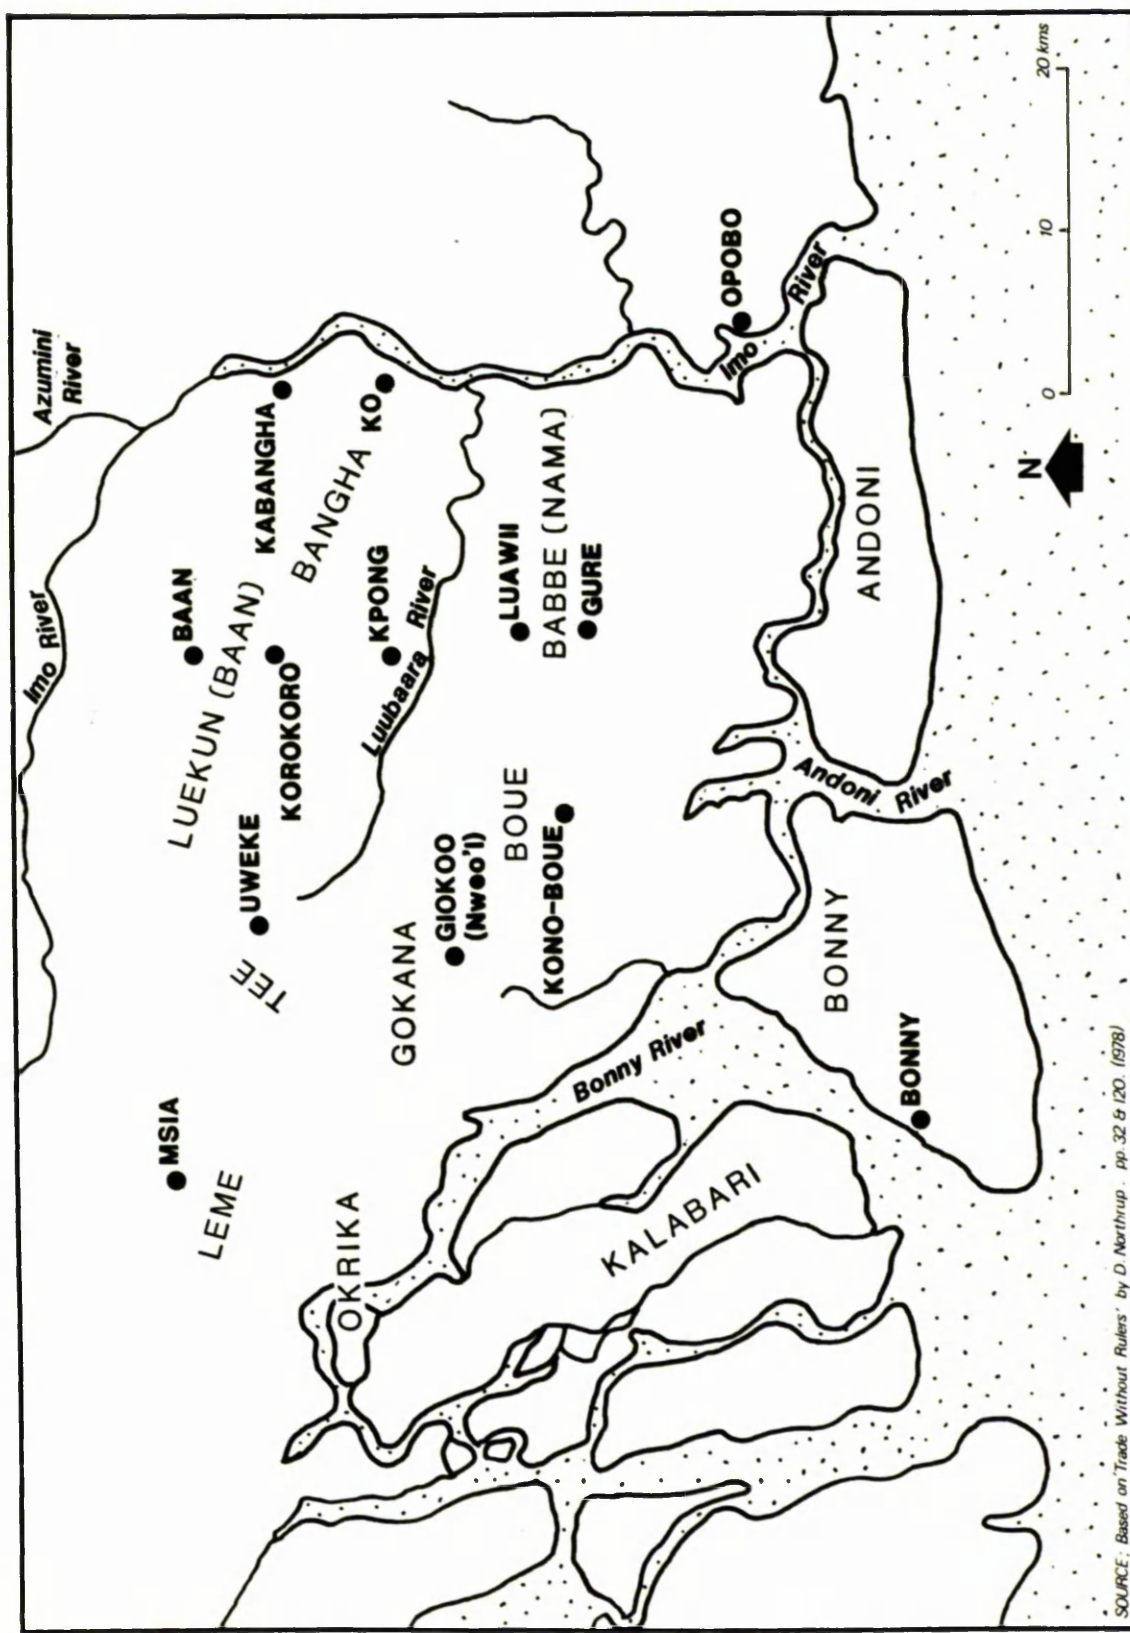 Imo River
Azumini
River
MSIA
LEME
TEE
UWEKE
LUEKUN (BAAN)
BAAN
KOROKORO
KABANGHA
BANGHA
KO
KPONG
Luubaara River
OKRIKA
GOKANA
GIOKOO
(Nwoo'l)
BOUE
KONO-BOUE
LUAWII
BABBE (NAMA)
GURE
Bonny River
KALABARI
OPOBO
Imo River
Andoni River
ANDONI
BONNY
BONNY
N
0 10 20 kms
SOURCE: Based on 'Trade Without Rulers' by D. Northrup. pp. 32 & 120. (1978)